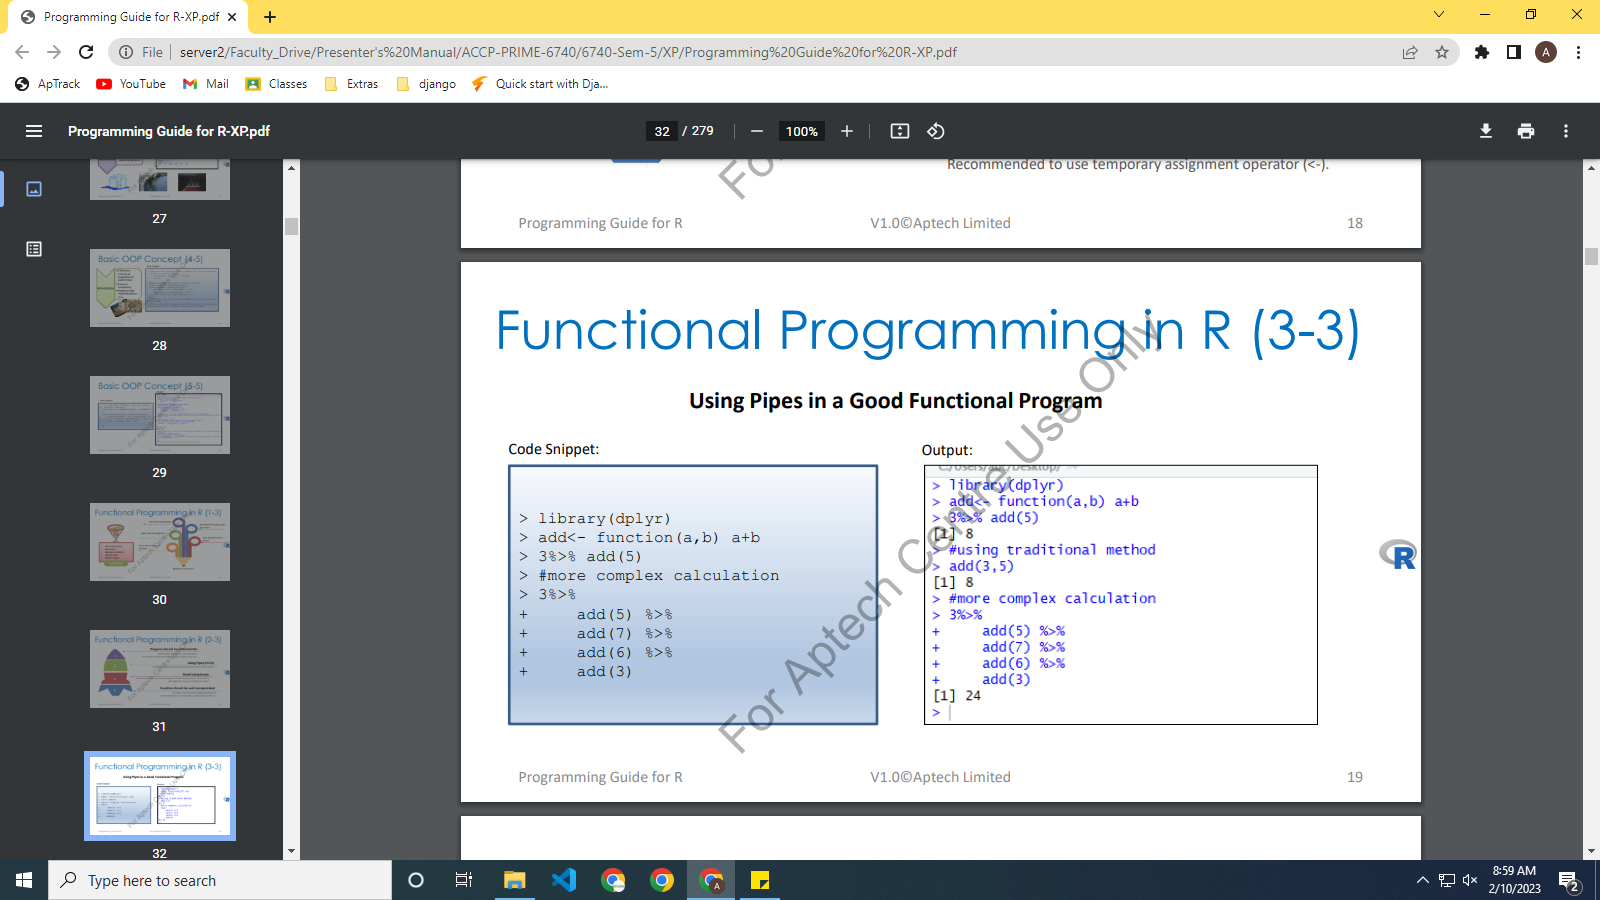 Programming Guide for R-XP.pdf
File
server2/Faculty_Drive/Presenter's%20Manual/ACCP-PRIME-6740/6740-Sem-5/XP/Programming%20Guide%20for%20R-XP.pdf
A
ApTrack
YouTube
Mail
Classes
Extras
django
Quick start with Dja...
Programming Guide for R-XP.pdf
32 / 279
100%
27
Basic OOP Concept (4-5)
28
Basic OOP Concept (5-5)
29
Functional Programming in R (1-3)
30
Functional Programming in R (2-3)
31
Functional Programming in R (3-3)
32
Recommended to use temporary assignment operator (<-).
Programming Guide for R
V1.0©Aptech Limited
18
Functional Programming in R (3-3)
Using Pipes in a Good Functional Program
Code Snippet:
> library(dplyr)
> add<- function(a,b) a+b
> 3%>% add(5)
> #more complex calculation
> 3%>%
+     add(5) %>%
+     add(7) %>%
+     add(6) %>%
+     add(3)
Output:
> library(dplyr)
> add<- function(a,b) a+b
> 3%>% add(5)
[1] 8
> #using traditional method
> add(3,5)
[1] 8
> #more complex calculation
> 3%>%
+     add(5) %>%
+     add(7) %>%
+     add(6) %>%
+     add(3)
[1] 24
>
R
For Aptech Centre Use Only
Programming Guide for R
V1.0©Aptech Limited
19
Type here to search
A
8:59 AM
2/10/2023
2